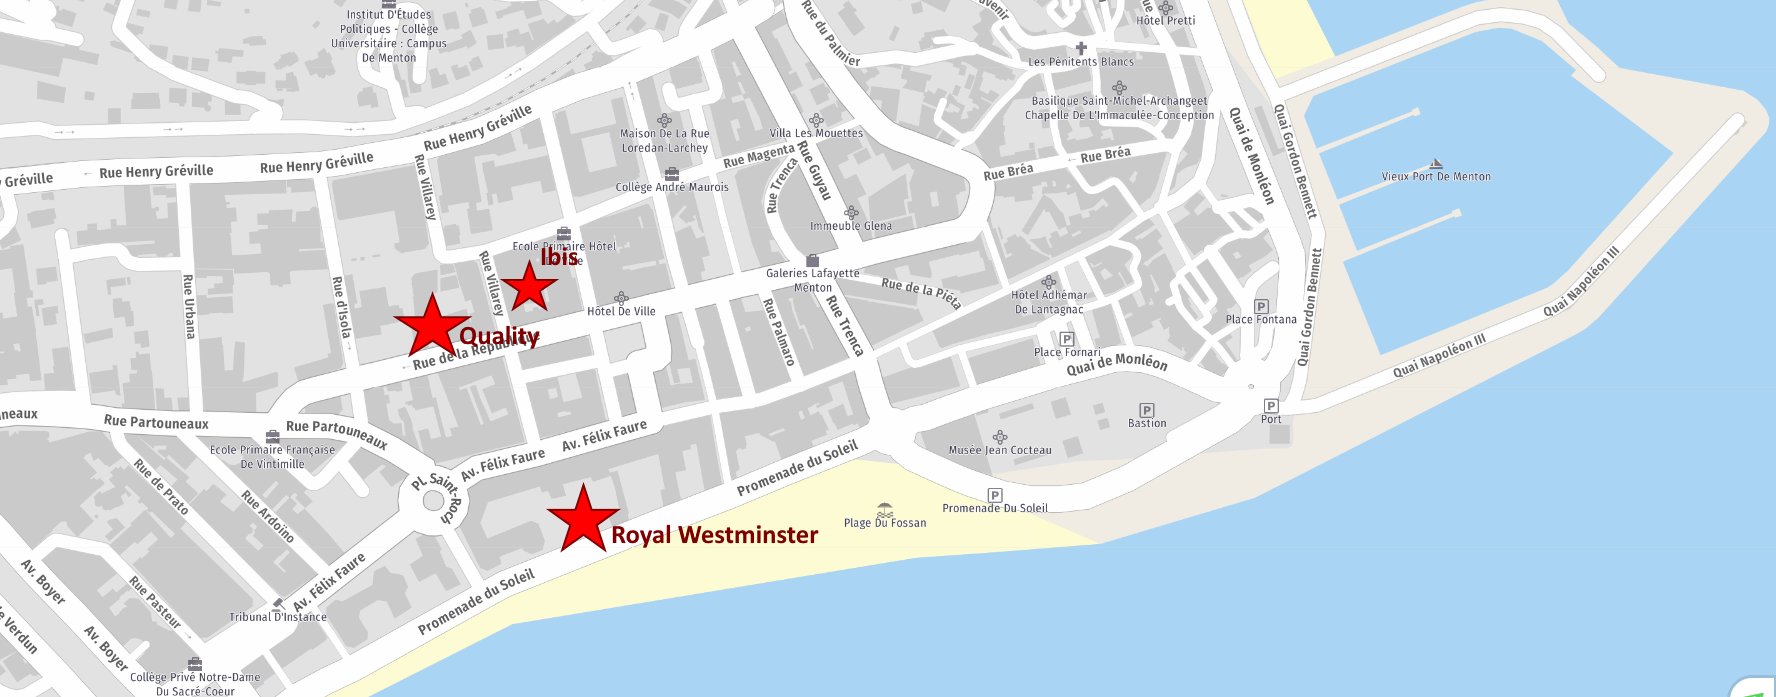 Institut D'Études
Politiques - Collège
Universitaire : Campus
De Menton
Rue du Palmier
Hôtel Pretti
Les Pénitents Blancs
Basilique Saint-Michel-Archangeet
Chapelle De L'Immaculée-Conception
Rue Henry Gréville
Maison De La Rue
Loredan-Larchey
Villa Les Mouettes
Quai de Monléon
Quai Gordon Bennett
Gréville
Rue Henry Gréville
Rue Henry Gréville
Rue Villarey
Collège André Maurois
Rue Magenta
Rue Trenca
Rue Guyau
Rue Bréa
Rue Bréa
Vieux Port De Menton
Immeuble Glena
Ecole Primaire Hôtel
Ibis
Rue Urbana
Rue d'Isola
Rue Villarey
Hôtel De Ville
Galeries Lafayette
Menton
Rue de la Piéta
Hôtel Adhémar
De Lantagnac
Place Fontana
Quai Gordon Bennett
Quai Napoléon III
Quality
Rue de la République
Rue Palmaro
Rue Trenca
Place Fornari
Quai de Monléon
Quai Napoléon III
neaux
Rue Partouneaux
Rue Partouneaux
Ecole Primaire Française
De Vintimille
Av. Félix Faure
Av. Félix Faure
Bastion
Port
Musée Jean Cocteau
Rue de Prato
Rue Ardoïno
Pl. Saint-Roch
Promenade du Soleil
Royal Westminster
Plage Du Fossan
Promenade Du Soleil
Av. Boyer
Rue Pasteur
Av. Félix Faure
Tribunal D'Instance
Promenade du Soleil
Av. Boyer
Verdun
Collège Privé Notre-Dame
Du Sacré-Coeur